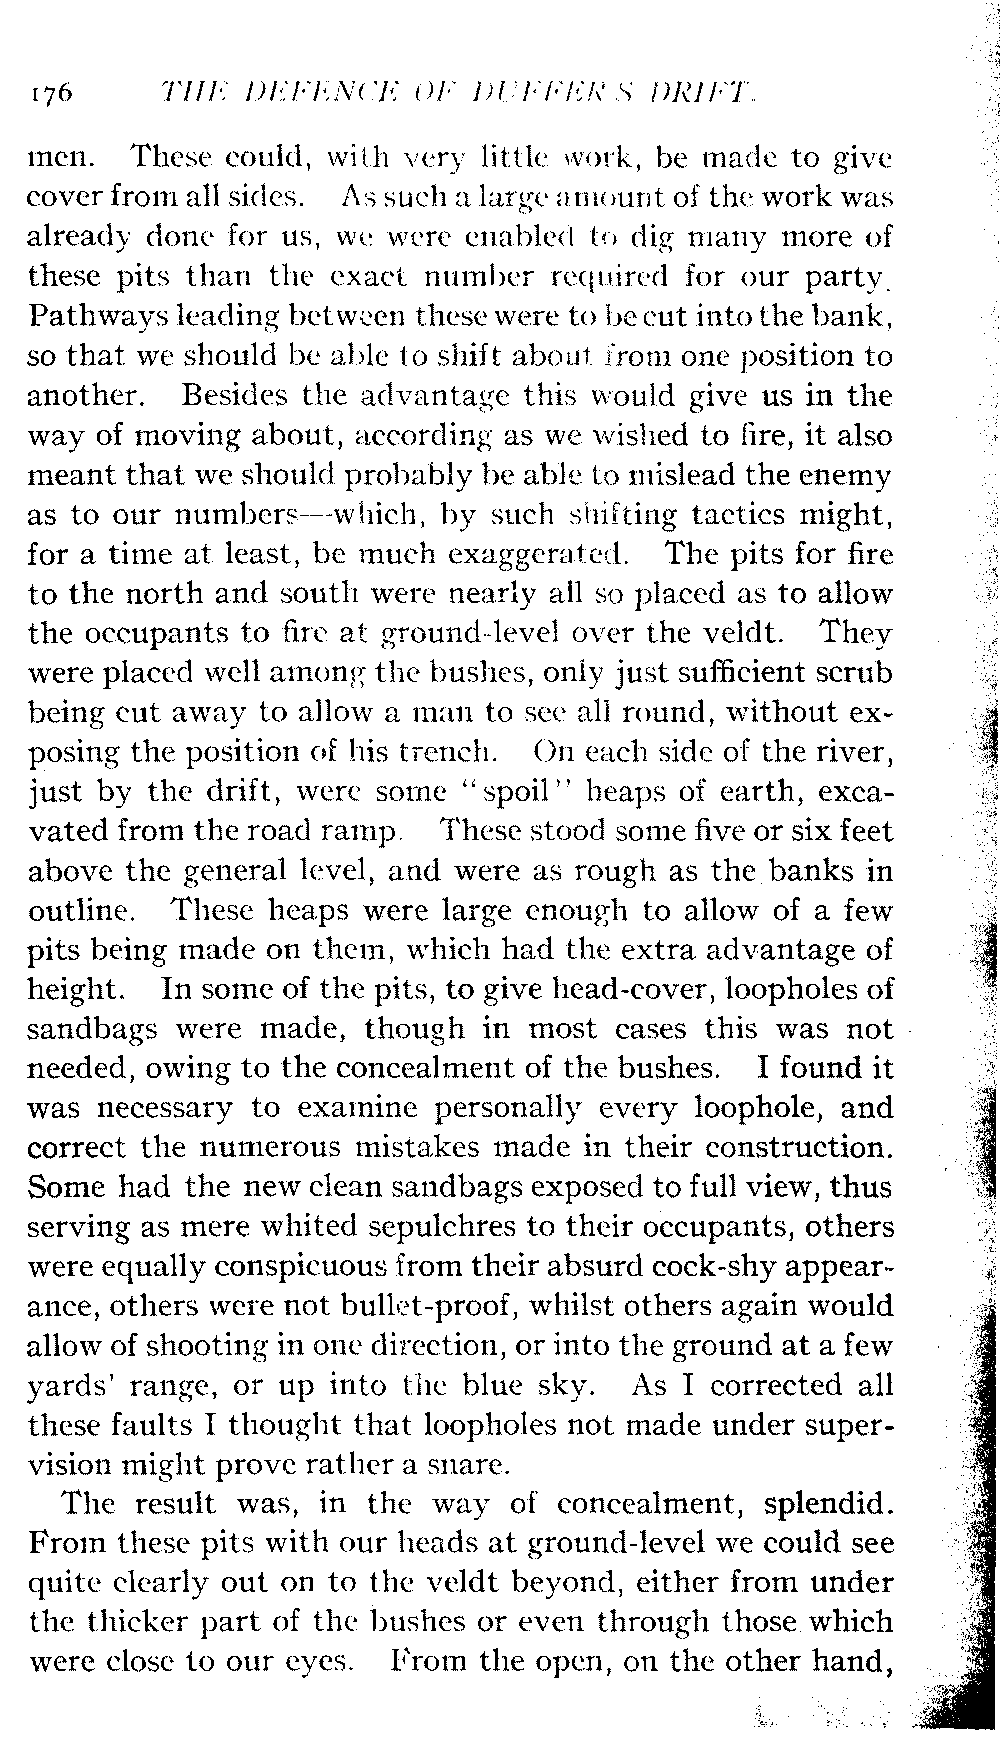 176 THE DEFENCE OF DUFFER'S DRIFT.
men. These could, with very little work, be made to give
cover from all sides. As such a large amount of the work was
already done for us, we were enabled to dig many more of
these pits than the exact number required for our party.
Pathways leading between these were to be cut into the bank,
so that we should be able to shift about from one position to
another. Besides the advantage this would give us in the
way of moving about, according as we wished to fire, it also
meant that we should probably be able to mislead the enemy
as to our numbers—which, by such shifting tactics might,
for a time at least, be much exaggerated. The pits for fire
to the north and south were nearly all so placed as to allow
the occupants to fire at ground-level over the veldt. They
were placed well among the bushes, only just sufficient scrub
being cut away to allow a man to see all round, without ex-
posing the position of his trench. On each side of the river,
just by the drift, were some "spoil" heaps of earth, exca-
vated from the road ramp. These stood some five or six feet
above the general level, and were as rough as the banks in
outline. These heaps were large enough to allow of a few
pits being made on them, which had the extra advantage of
height. In some of the pits, to give head-cover, loopholes of
sandbags were made, though in most cases this was not
needed, owing to the concealment of the bushes. I found it
was necessary to examine personally every loophole, and
correct the numerous mistakes made in their construction.
Some had the new clean sandbags exposed to full view, thus
serving as mere whited sepulchres to their occupants, others
were equally conspicuous from their absurd cock-shy appear-
ance, others were not bullet-proof, whilst others again would
allow of shooting in one direction, or into the ground at a few
yards' range, or up into the blue sky. As I corrected all
these faults I thought that loopholes not made under super-
vision might prove rather a snare.
The result was, in the way of concealment, splendid.
From these pits with our heads at ground-level we could see
quite clearly out on to the veldt beyond, either from under
the thicker part of the bushes or even through those which
were close to our eyes. From the open, on the other hand,